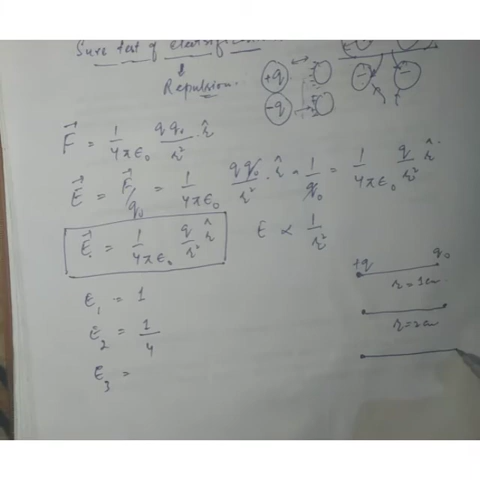 Sure test of electrification
&
Repulsion.
+q
-q
F = 1/4πε₀ qq₀/r² . r̂
E = F/q₀ = 1/4πε₀ qq₀/r² . r̂ × 1/q₀ = 1/4πε₀ q/r² r̂
E = 1/4πε₀ q/r² r̂
E ∝ 1/r²
+q q₀
r = 1cm
E₁ = 1
r = 2cm
E₂ = 1/4
E₃ =